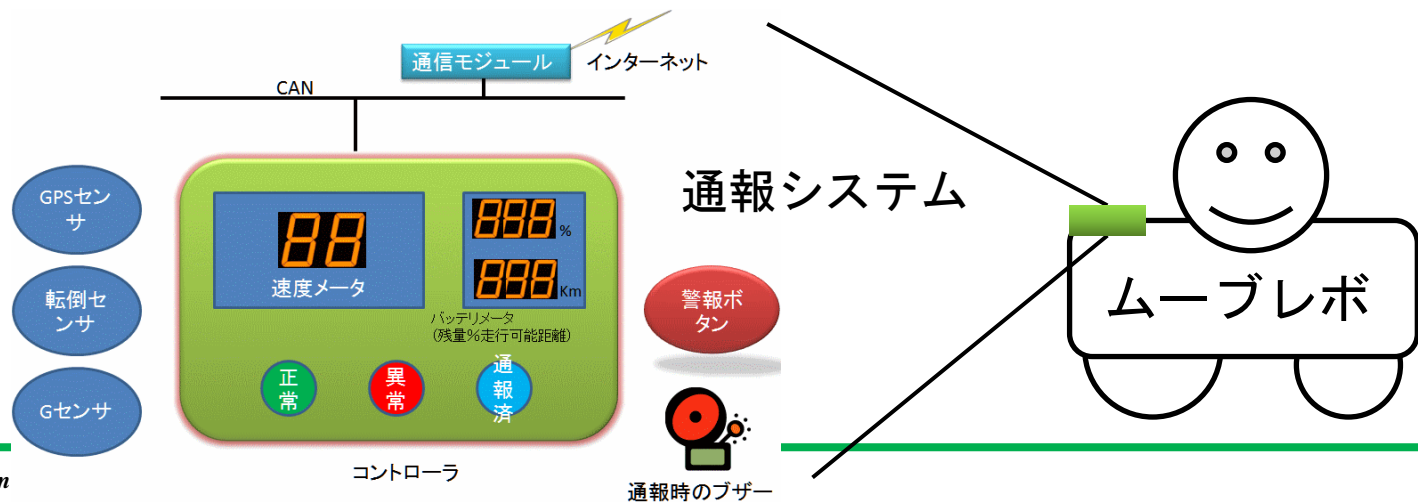 通信モジュール
インターネット
CAN
GPSセン
サ
転倒セ
ンサ
Gセンサ
88
速度メータ
888
%
888
Km
バッテリメータ
(残量%走行可能距離)
正
常
異
常
通
報
済
コントローラ
通報システム
警報ボ
タン
通報時のブザー
ムーブレボ